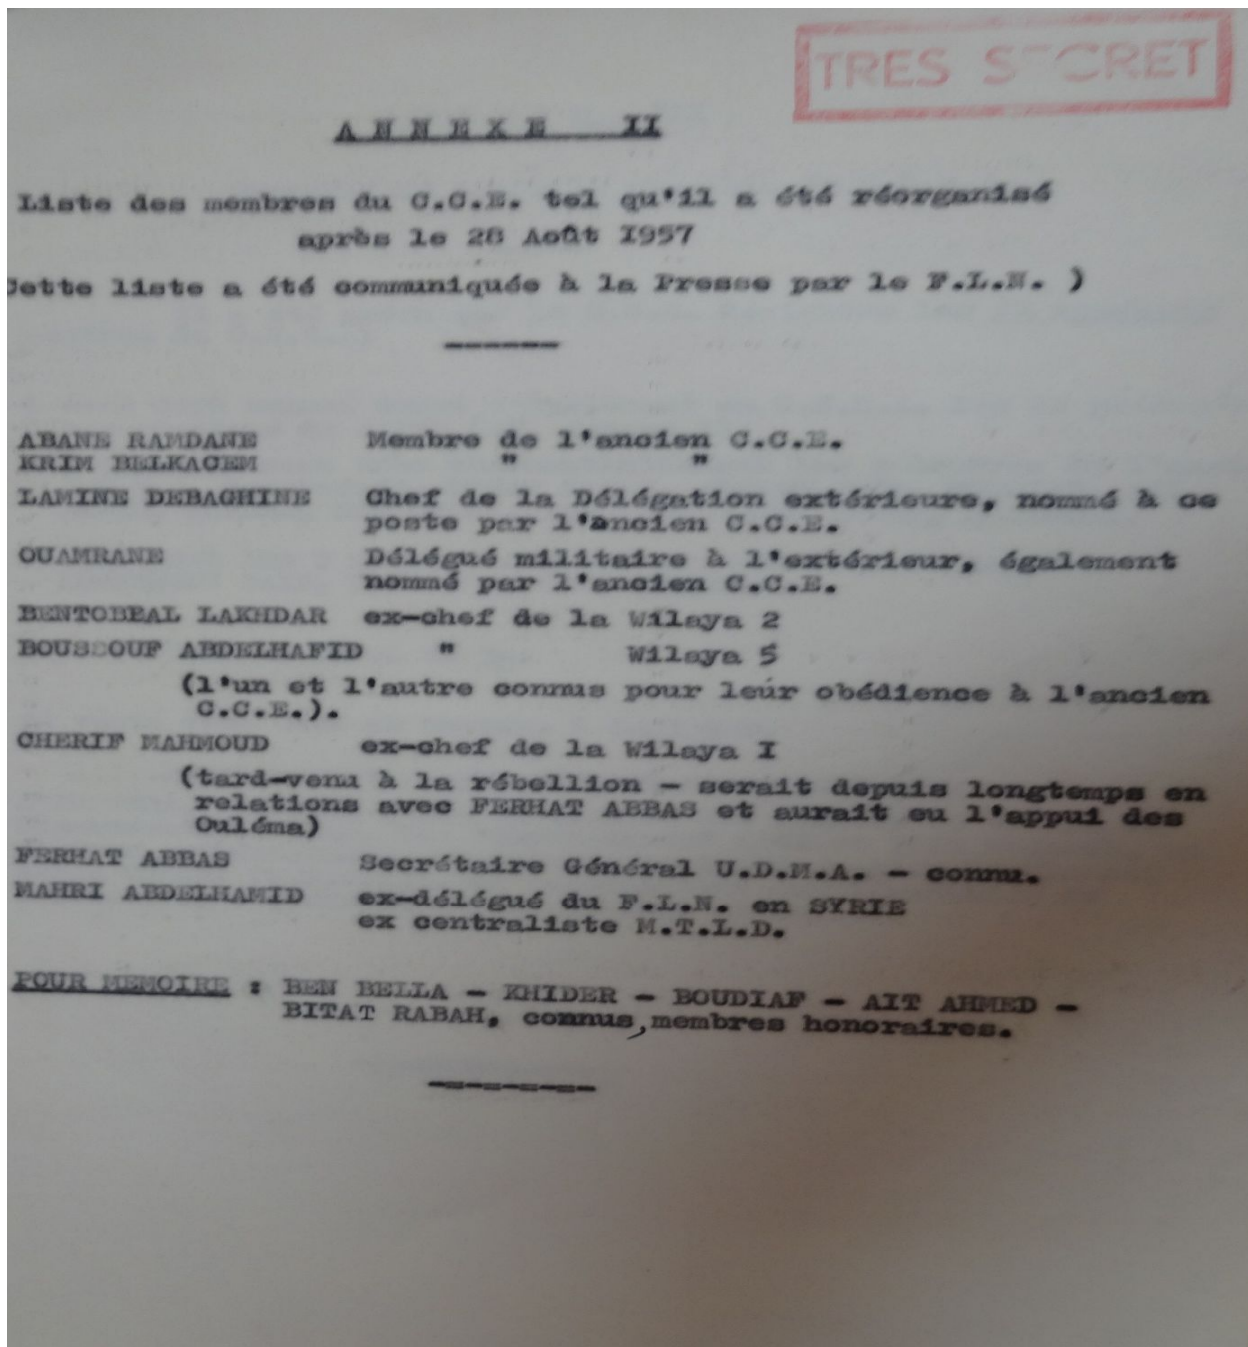 TRES SECRET
ANNEXE II
Liste des membres du C.C.E. tel qu'il a été réorganisé
après le 28 Août 1957
Cette liste a été communiquée à la Presse par le F.L.N. )
ABANE RAMDANE Membre de l'ancien C.C.E.
KRIM BELKACEM " "
LAMINE DEBAGHINE Chef de la Délégation extérieure, nommé à ce
poste par l'ancien C.C.E.
OUAMRANE Délégué militaire à l'extérieur, également
nommé par l'ancien C.C.E.
BENTOBBAL LAKHDAR ex-chef de la Wilaya 2
BOUSSOUF ABDELHAFID " Wilaya 5
(l'un et l'autre connus pour leur obédience à l'ancien
C.C.E.).
CHERIF MAHMOUD ex-chef de la Wilaya I
(tard-venu à la rébellion - serait depuis longtemps en
relations avec FERHAT ABBAS et aurait eu l'appui des
Ouléma)
FERHAT ABBAS Secrétaire Général U.D.M.A. - connu.
MAHRI ABDELHAMID ex-délégué du F.L.N. en SYRIE
ex centraliste M.T.L.D.
POUR MEMOIRE : BEN BELLA - KHIDER - BOUDIAF - AIT AHMED -
BITAT RABAH, connus, membres honoraires.